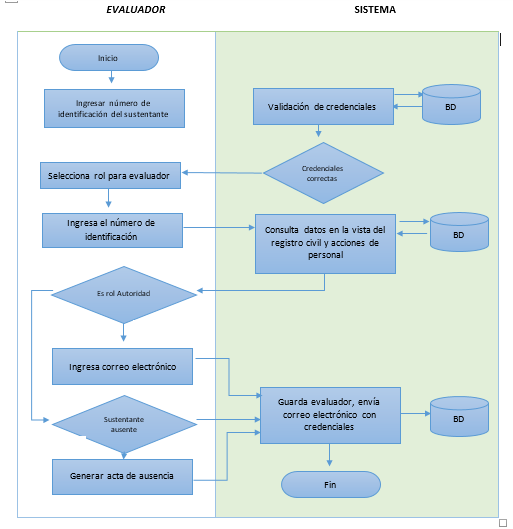 EVALUADOR
SISTEMA
Inicio
Ingresar número de
identificación del sustentante
Validación de credenciales
BD
Credenciales
correctas
Selecciona rol para evaluador
Ingresa el número de
identificación
Consulta datos en la vista del
registro civil y acciones de
personal
BD
Es rol Autoridad
Ingresa correo electrónico
Guarda evaluador, envía
correo electrónico con
credenciales
BD
Sustentante
ausente
Generar acta de ausencia
Fin